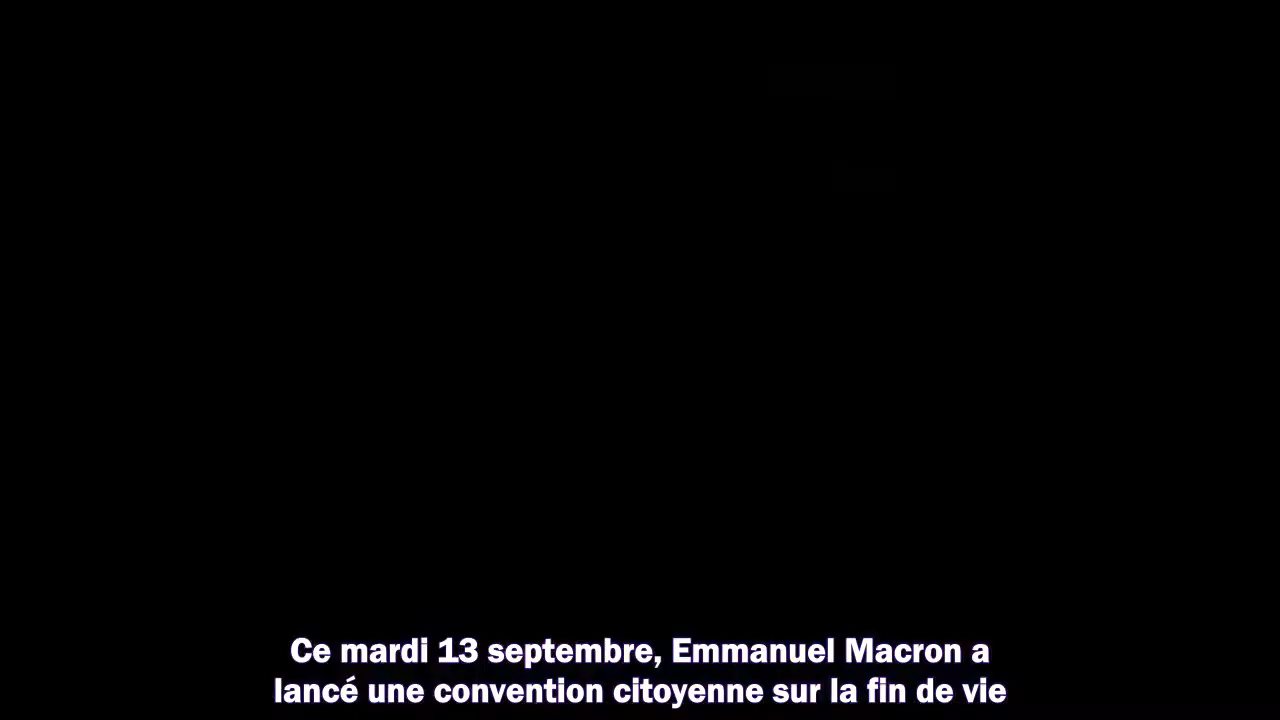 Ce mardi 13 septembre, Emmanuel Macron a
lancé une convention citoyenne sur la fin de vie